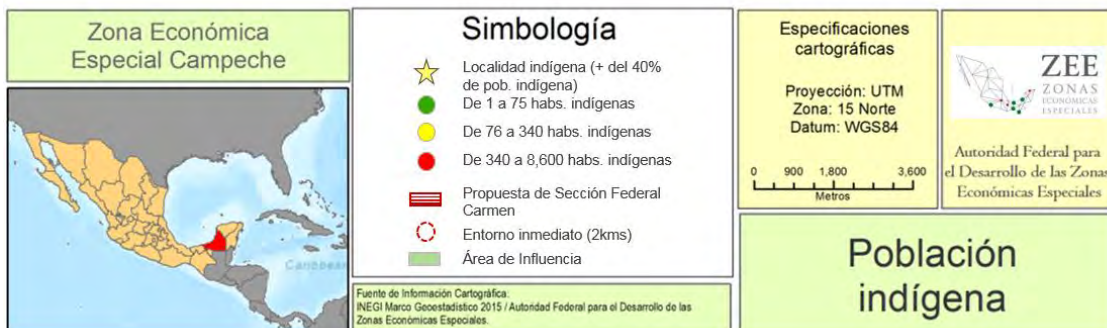 Zona Económica
Especial Campeche
Caribbean
Simbología
Localidad indígena (+ del 40%
de pob. indígena)
De 1 a 75 habs. indígenas
De 76 a 340 habs. indígenas
De 340 a 8,600 habs. indígenas
Propuesta de Sección Federal
Carmen
Entorno inmediato (2kms)
Área de Influencia
Fuente de Información Cartográfica:
INEGI Marco Geoestadístico 2015 / Autoridad Federal para el Desarrollo de las
Zonas Económicas Especiales.
Especificaciones
cartográficas
Proyección: UTM
Zona: 15 Norte
Datum: WGS84
0 900 1,800 3,600
Metros
ZEE
ZONAS
ECONÓMICAS
ESPECIALES
Autoridad Federal para
el Desarrollo de las Zonas
Económicas Especiales
Población
indígena